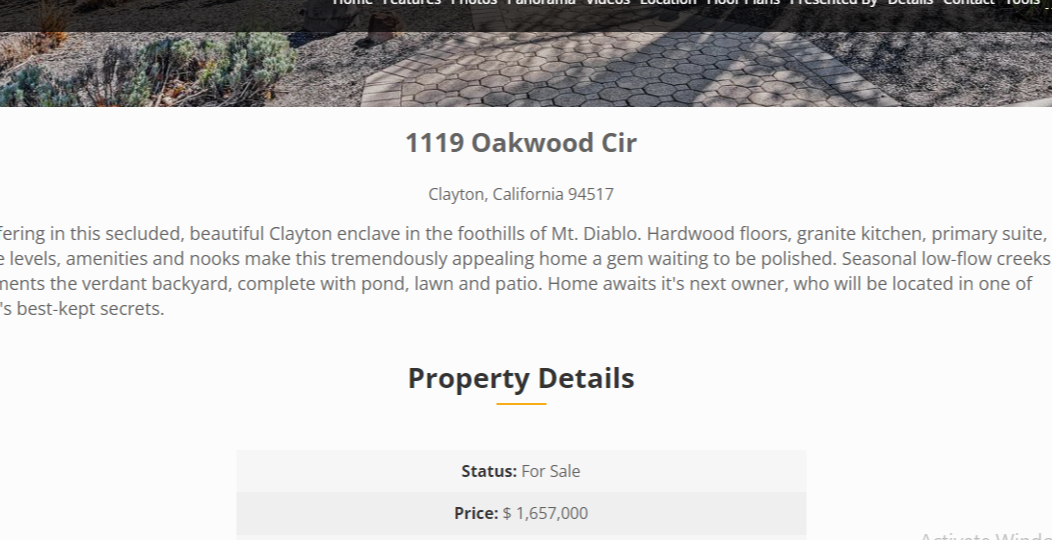 Home Features Photos Panorama Videos Location Floor Plans Presented By Details Contact Tools
1119 Oakwood Cir
Clayton, California 94517
fering in this secluded, beautiful Clayton enclave in the foothills of Mt. Diablo. Hardwood floors, granite kitchen, primary suite,
e levels, amenities and nooks make this tremendously appealing home a gem waiting to be polished. Seasonal low-flow creeks
ments the verdant backyard, complete with pond, lawn and patio. Home awaits it's next owner, who will be located in one of
's best-kept secrets.
Property Details
Status: For Sale
Price: $ 1,657,000
Activate Windo